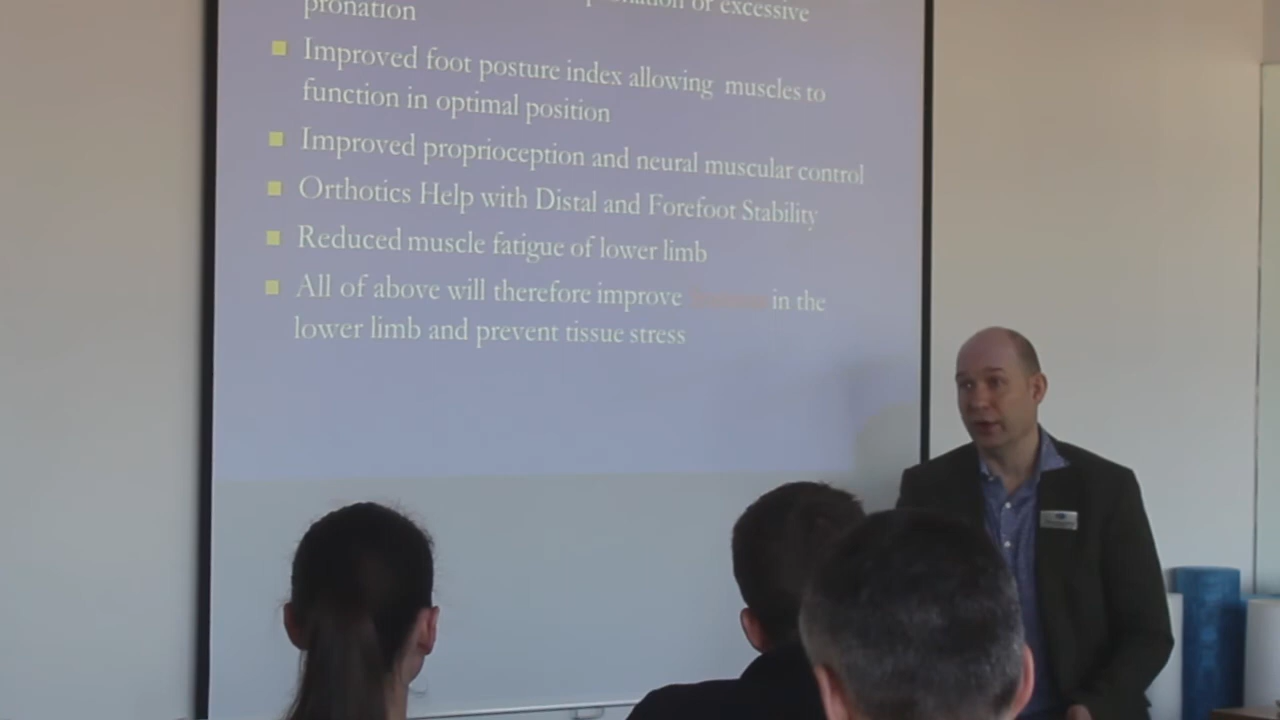 or excessive
pronation
Improved foot posture index allowing muscles to
function in optimal position
Improved proprioception and neural muscular control
Orthotics Help with Distal and Forefoot Stability
Reduced muscle fatigue of lower limb
All of above will therefore improve in the
lower limb and prevent tissue stress